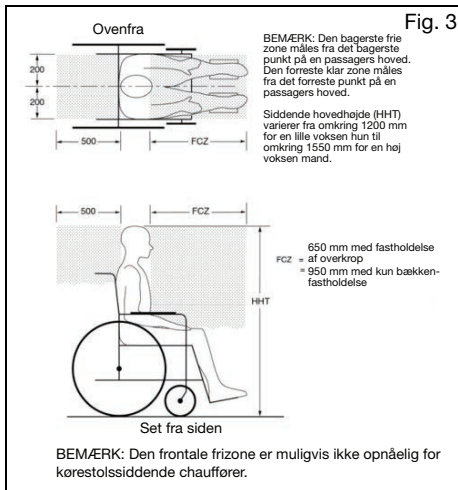 Fig. 3
Ovenfra
200
200
500
FCZ
BEMÆRK: Den bagerste frie
zone måles fra det bagerste
punkt på en passagers hoved.
Den forreste klar zone måles
fra det forreste punkt på en
passagers hoved.
Siddende hovedhøjde (HHT)
varierer fra omkring 1200 mm
for en lille voksen hun til
omkring 1550 mm for en høj
voksen mand.
500
FCZ
HHT
650 mm med fastholdelse
FCZ = af overkrop
= 950 mm med kun bækken-
fastholdelse
Set fra siden
BEMÆRK: Den frontale frizone er muligvis ikke opnåelig for
kørestolssiddende chauffører.